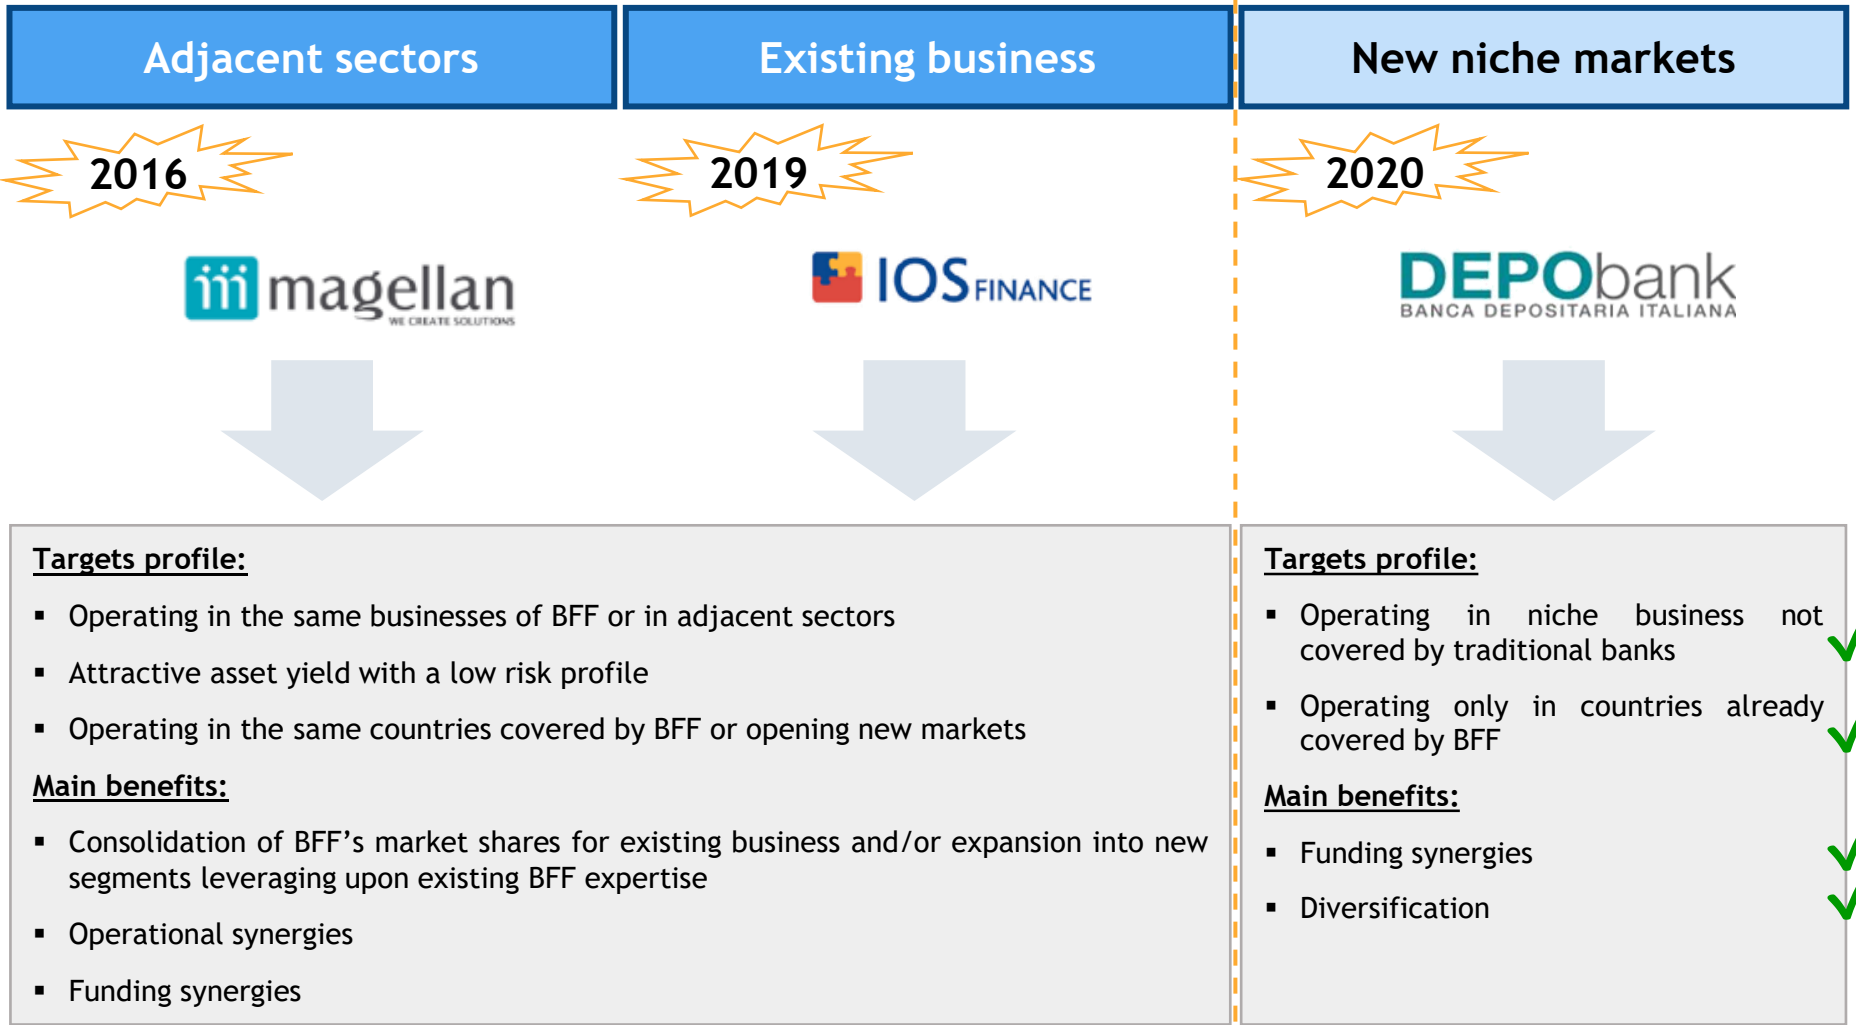 Adjacent sectors
Existing business
New niche markets
2016
2019
2020
magellan
WE CREATE SOLUTIONS
IOS FINANCE
DEPObank
BANCA DEPOSITARIA ITALIANA
Targets profile:
▪ Operating in the same businesses of BFF or in adjacent sectors
▪ Attractive asset yield with a low risk profile
▪ Operating in the same countries covered by BFF or opening new markets
Main benefits:
▪ Consolidation of BFF’s market shares for existing business and/or expansion into new
segments leveraging upon existing BFF expertise
▪ Operational synergies
▪ Funding synergies
Targets profile:
▪ Operating in niche business not
covered by traditional banks
▪ Operating only in countries already
covered by BFF
Main benefits:
▪ Funding synergies
▪ Diversification